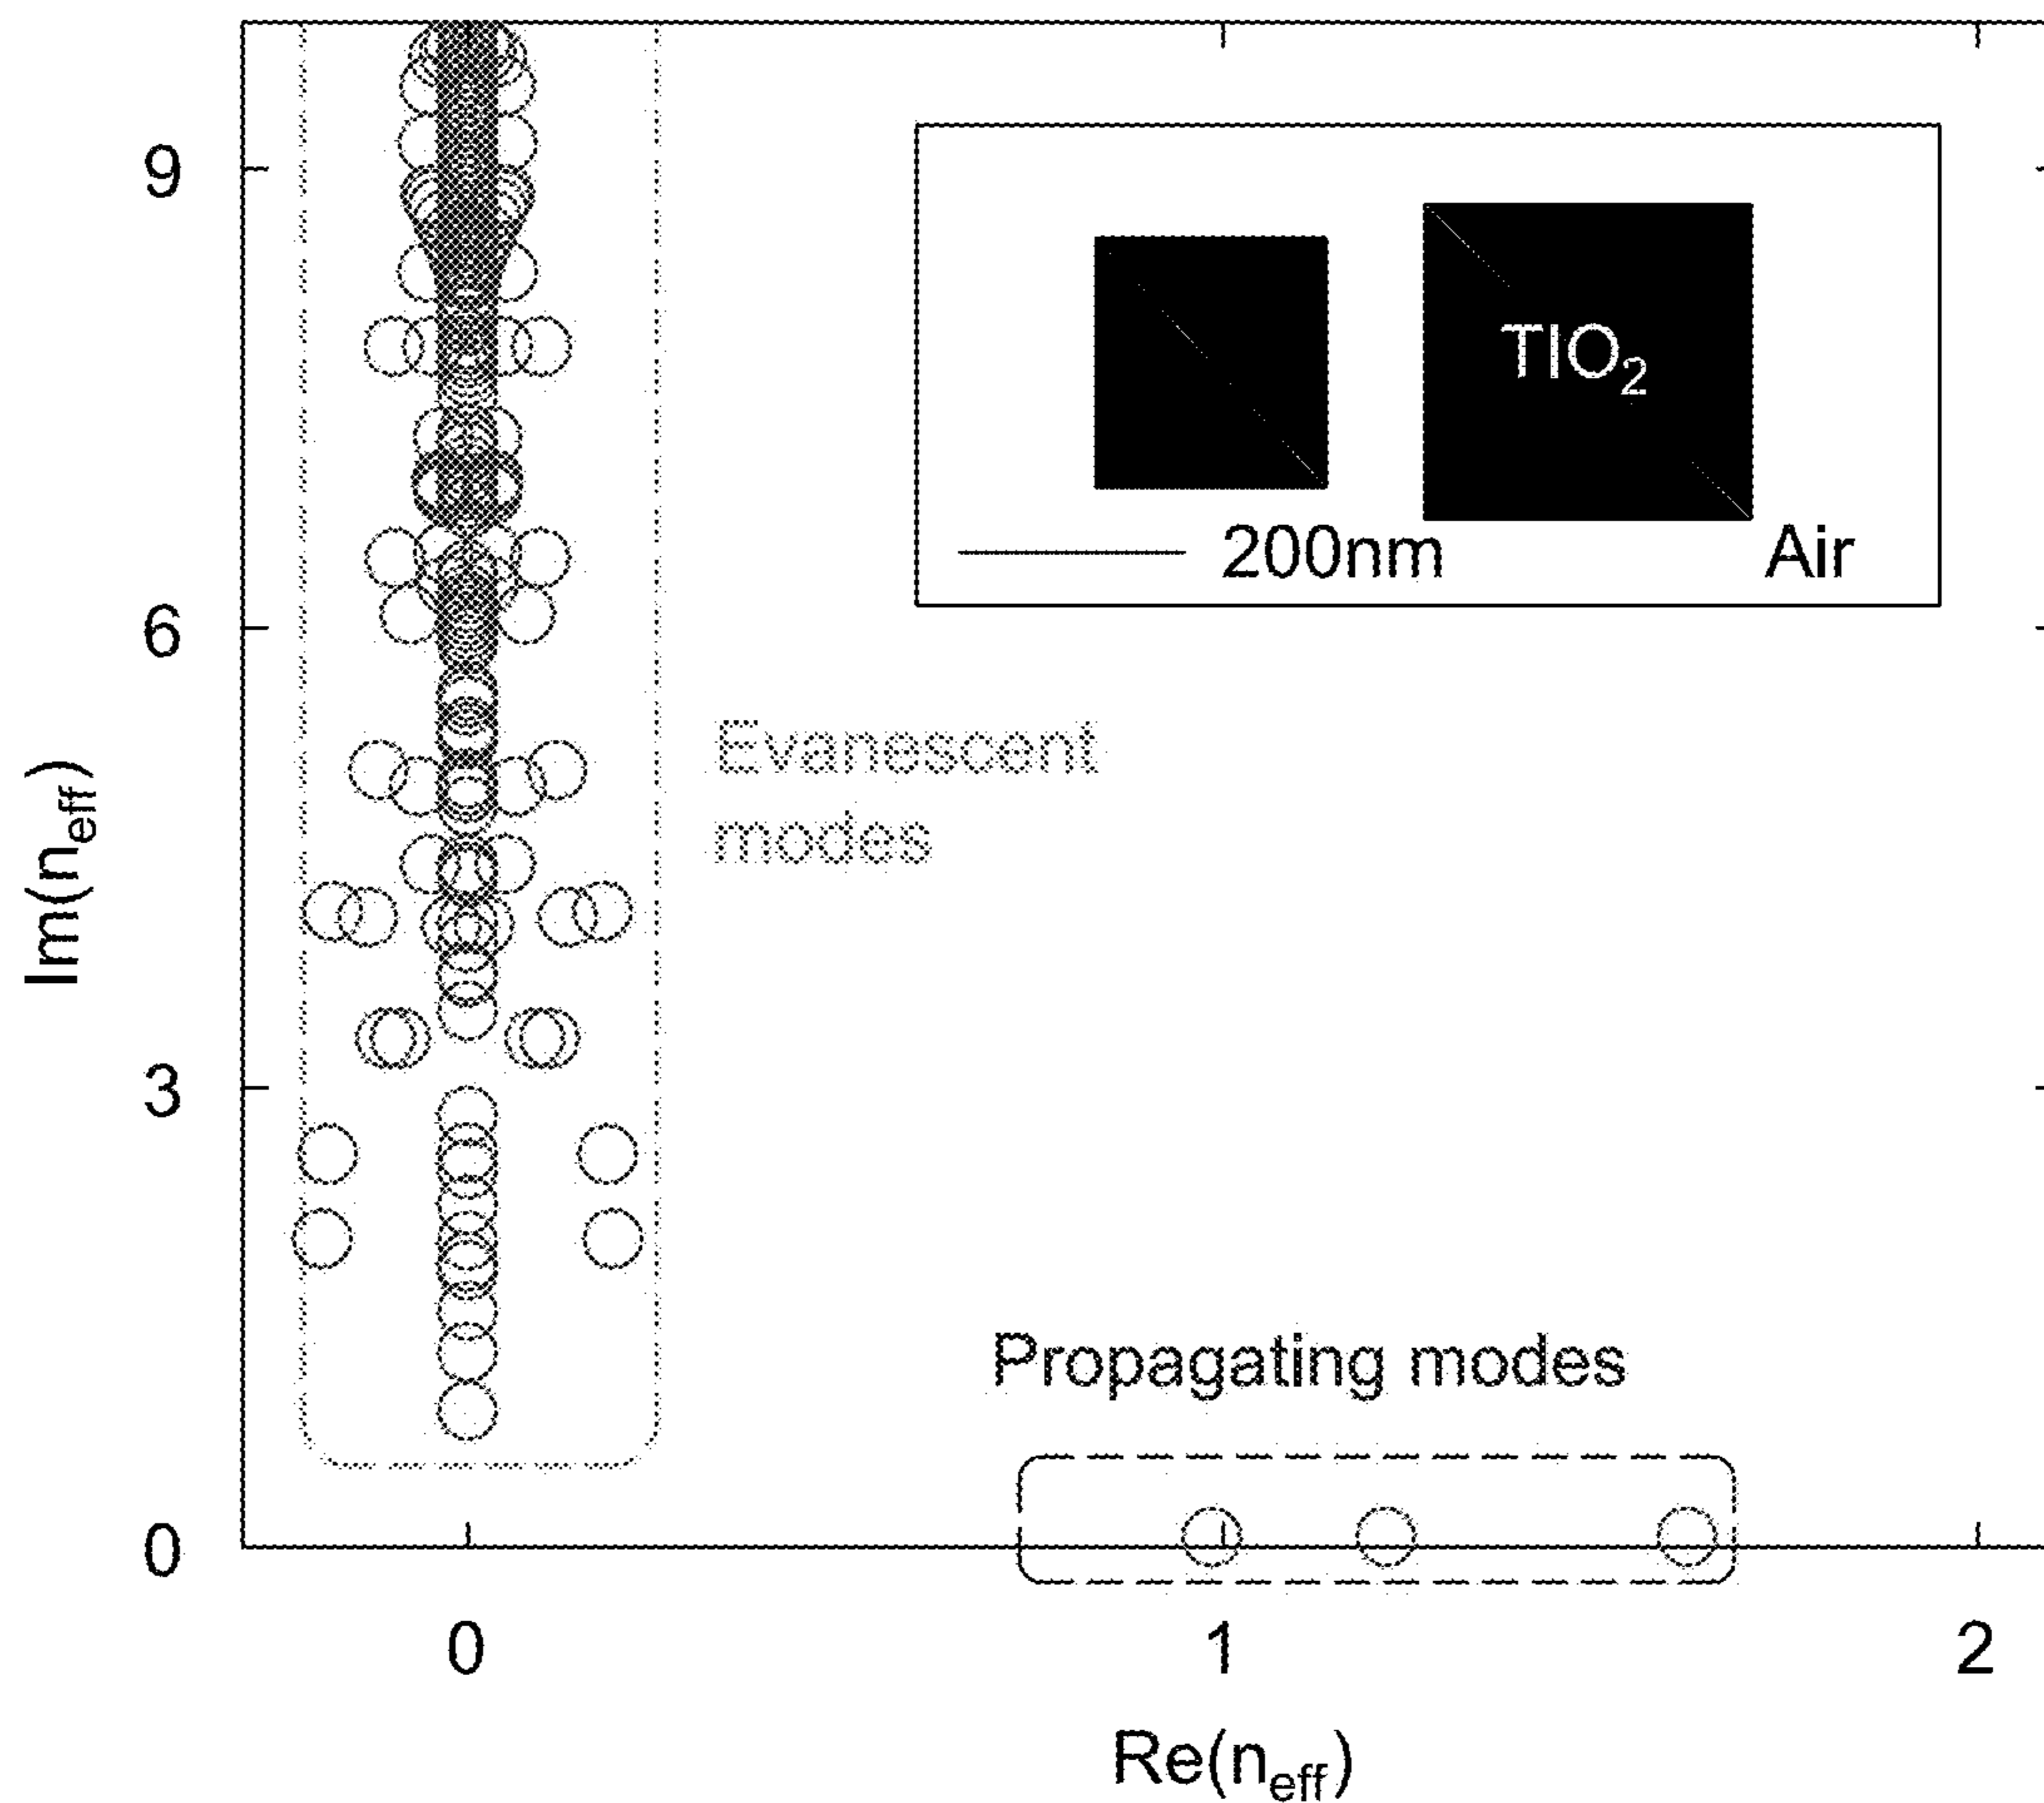 9
6
3
0
Im(neff)
TIO2
200nm
Air
Evanescent
modes
Propagating modes
0
1
2
Re(neff)